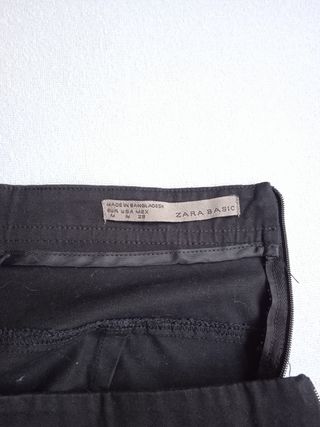 MADE IN BANGLADESH
EUR USA MEX
M M 28
ZARA BASIC